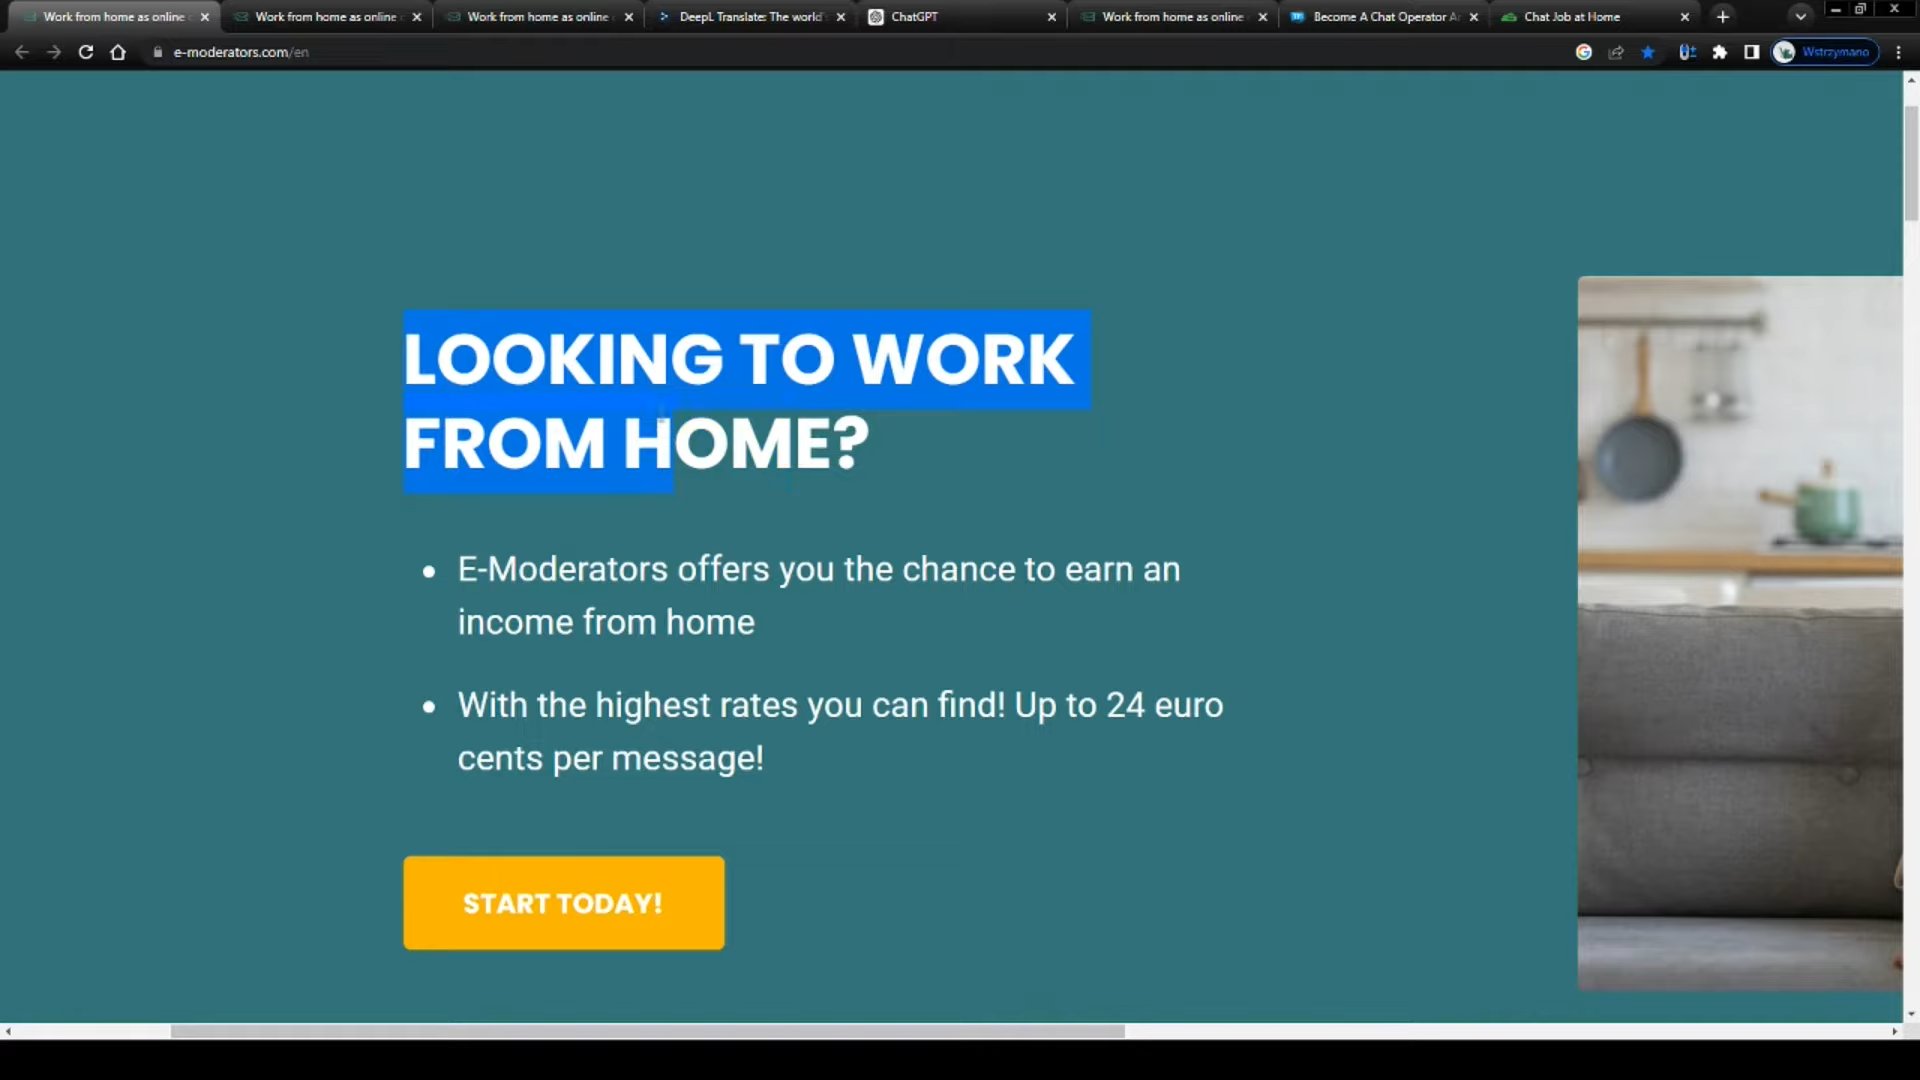 Work from home as online
Work from home as online
Work from home as online
DeepL Translate: The world'
ChatGPT
Work from home as online
Become A Chat Operator A
Chat Job at Home
e-moderators.com/en
Wstrzymano
LOOKING TO WORK
FROM HOME?
E-Moderators offers you the chance to earn an
income from home
With the highest rates you can find! Up to 24 euro
cents per message!
START TODAY!